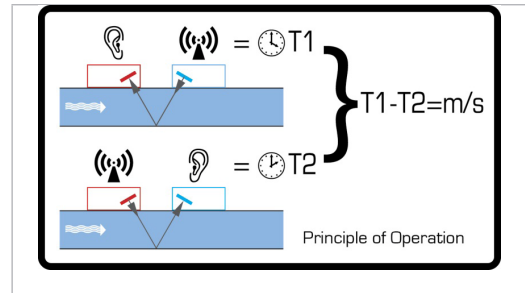 = T1
T1-T2=m/s
= T2
Principle of Operation